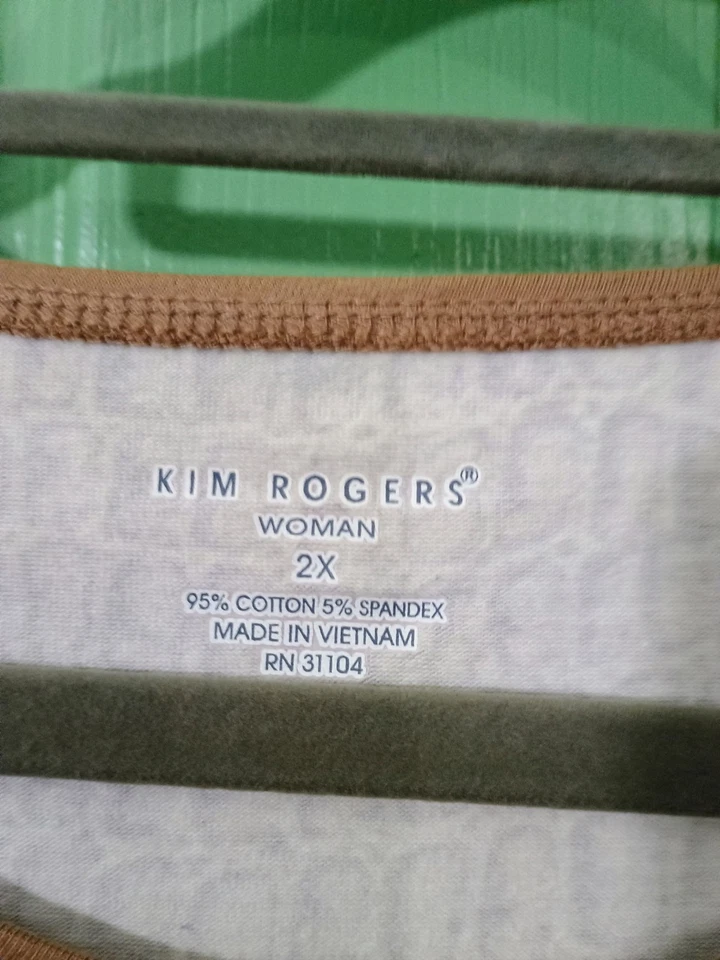 KIM ROGERS®
WOMAN
2X
95% COTTON 5% SPANDEX
MADE IN VIETNAM
RN 31104